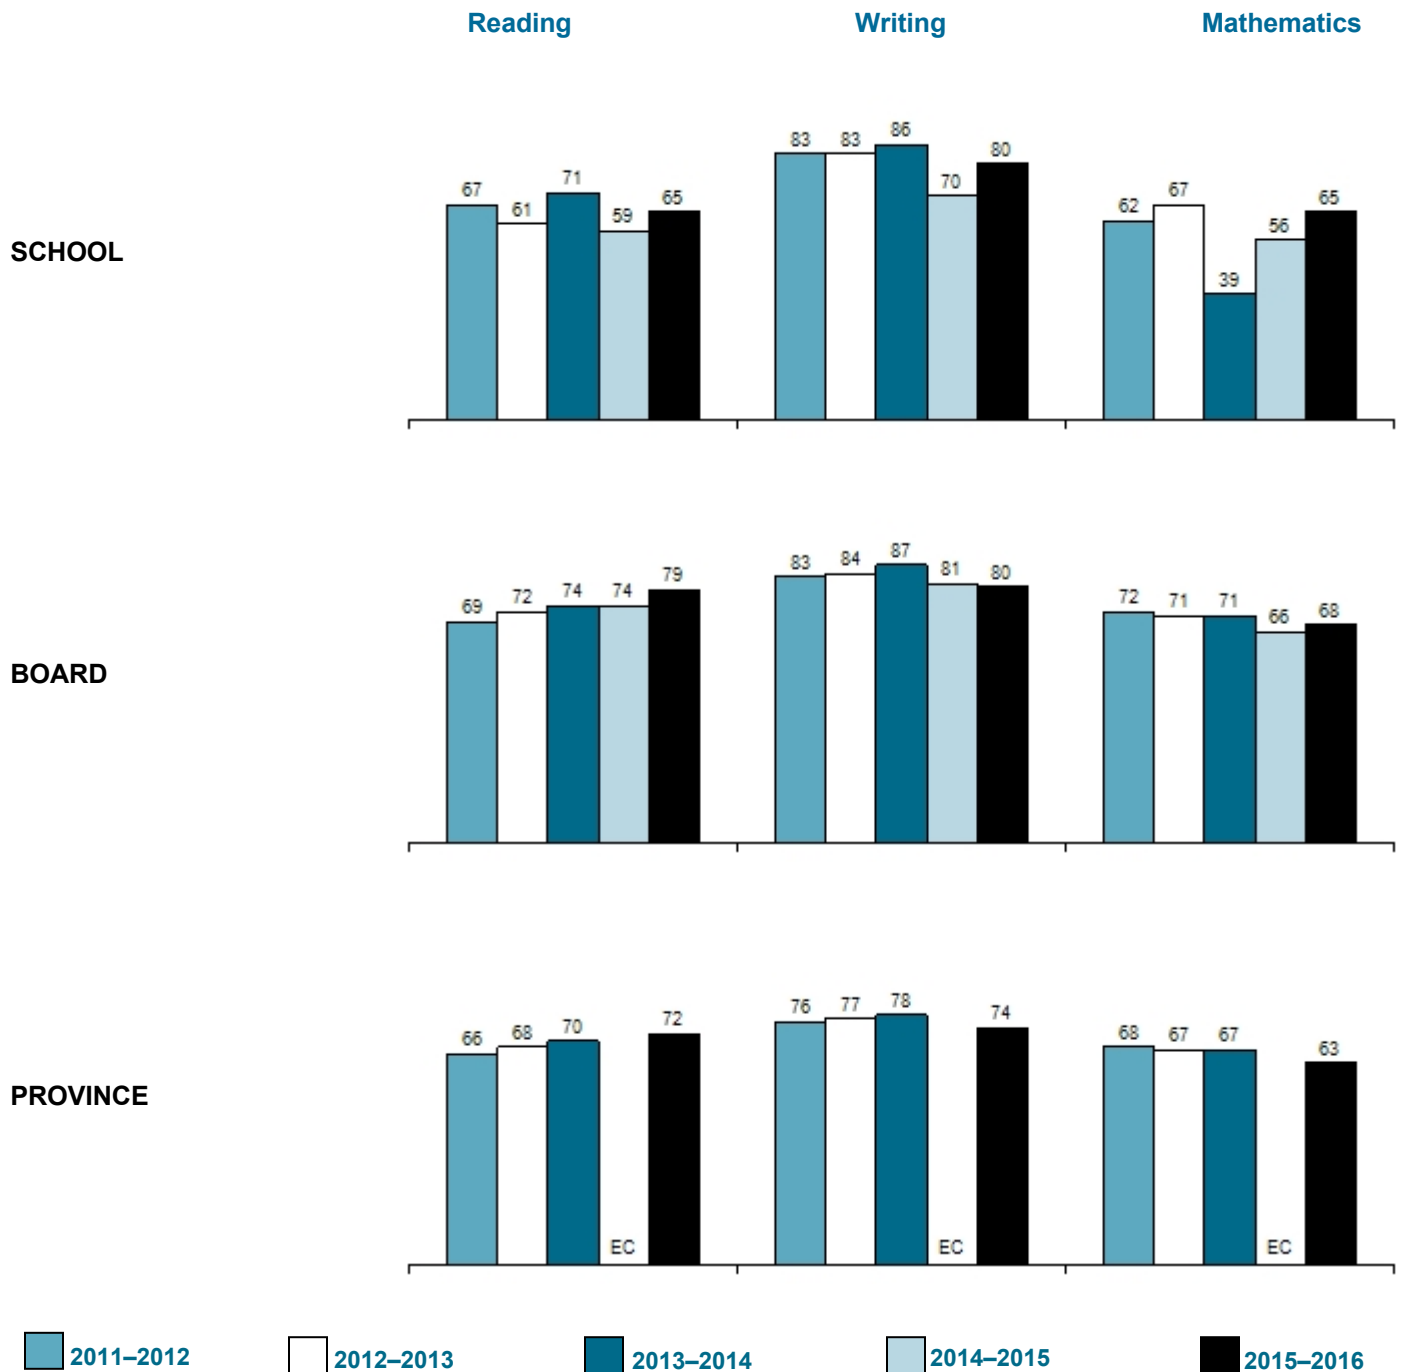 Reading Writing Mathematics
67 61 71 59 65 83 83 86 70 80 62 67 39 56 65
SCHOOL
69 72 74 74 79 83 84 87 81 80 72 71 71 66 68
BOARD
66 68 70 EC 72 76 77 78 EC 74 68 67 67 EC 63
PROVINCE
2011–2012 2012–2013 2013–2014 2014–2015 2015–2016